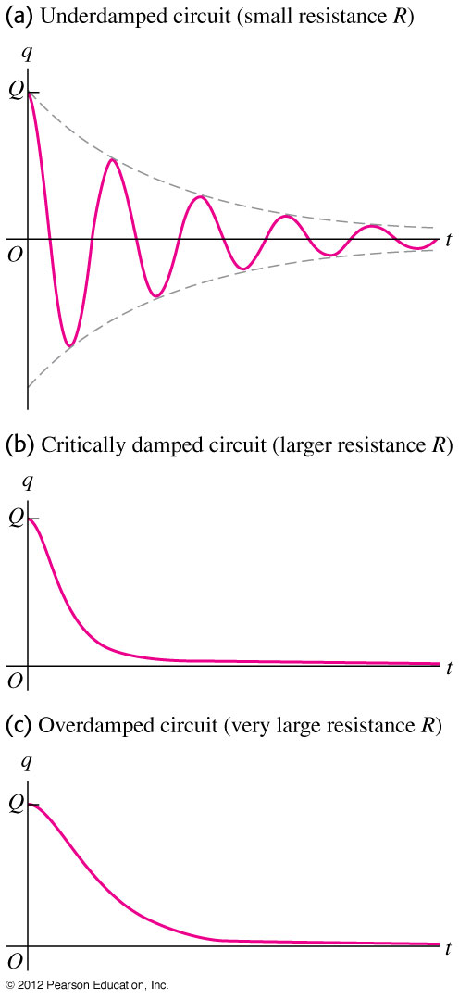 (a) Underdamped circuit (small resistance R)
q
Q
O
t
(b) Critically damped circuit (larger resistance R)
q
Q
O
t
(c) Overdamped circuit (very large resistance R)
q
Q
O
t
© 2012 Pearson Education, Inc.